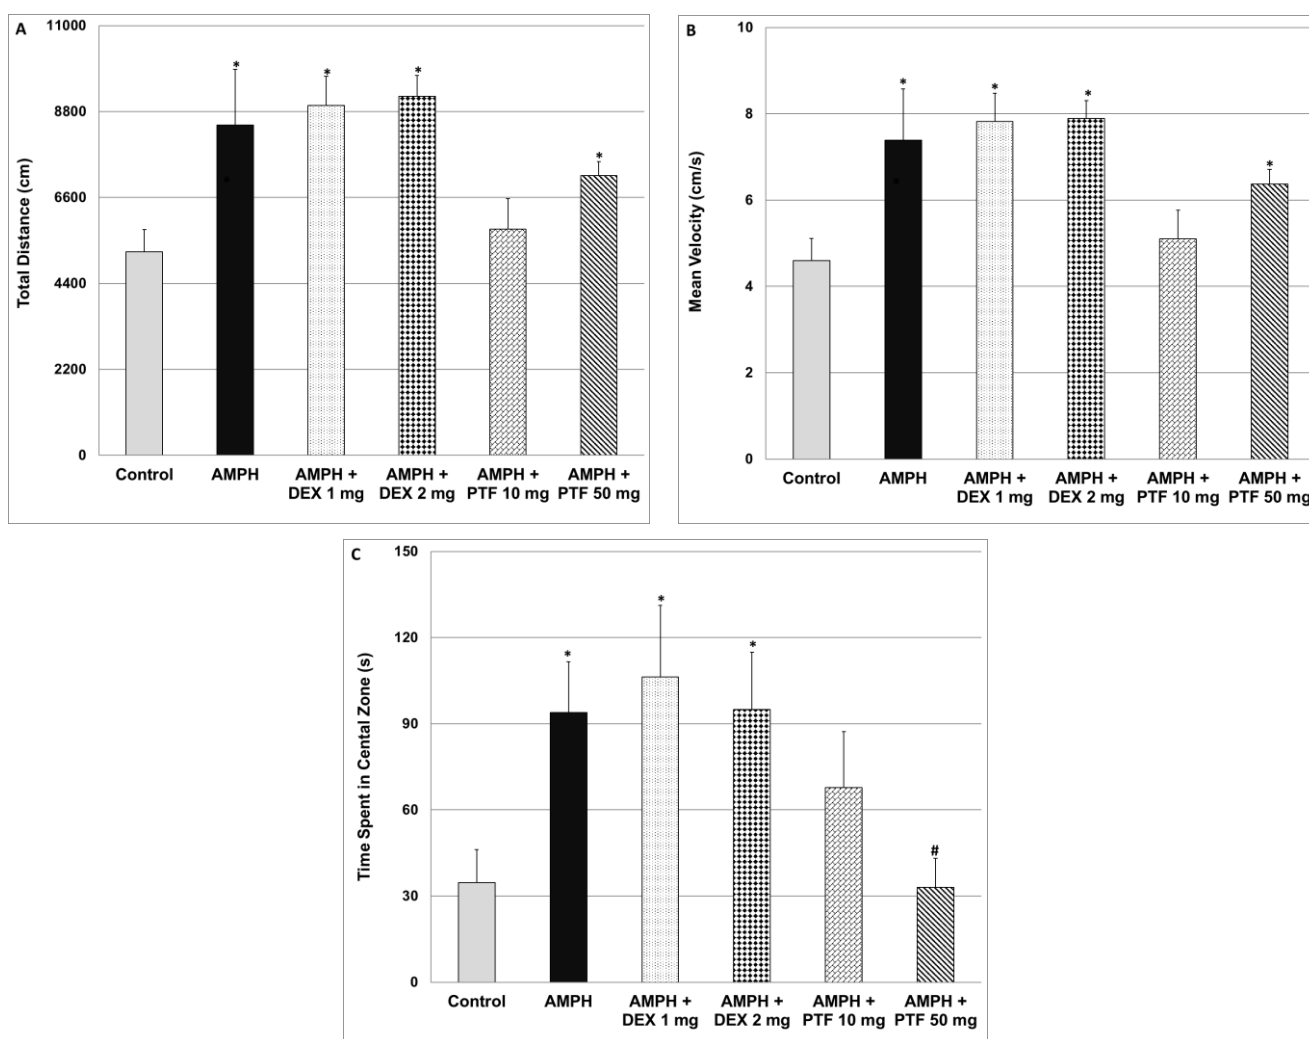 A
11000
8800
6600
4400
2200
0
Total Distance (cm)
* * * *
*
Control AMPH AMPH + AMPH + AMPH + AMPH +
DEX 1 mg DEX 2 mg PTF 10 mg PTF 50 mg
B
10
8
6
4
2
0
Mean Velocity (cm/s)
* * * *
*
Control AMPH AMPH + AMPH + AMPH + AMPH +
DEX 1 mg DEX 2 mg PTF 10 mg PTF 50 mg
C
150
120
90
60
30
0
Time Spent in Cental Zone (s)
* * * #
Control AMPH AMPH + AMPH + AMPH + AMPH +
DEX 1 mg DEX 2 mg PTF 10 mg PTF 50 mg